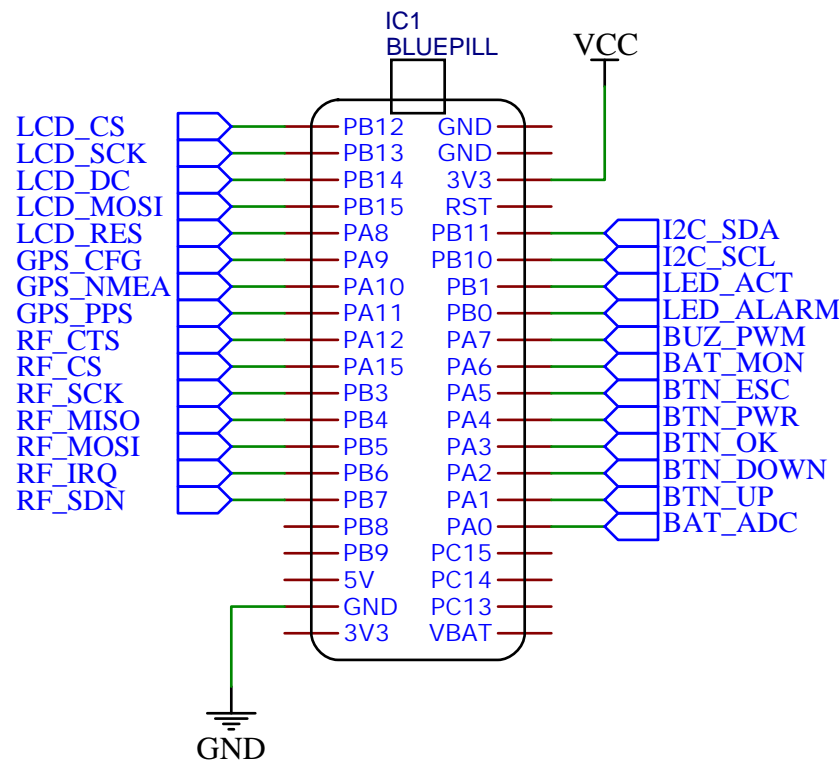 IC1
BLUEPILL
VCC
LCD_CS PB12 GND
LCD_SCK PB13 GND
LCD_DC PB14 3V3
LCD_MOSI PB15 RST
LCD_RES PA8 PB11 I2C_SDA
GPS_CFG PA9 PB10 I2C_SCL
GPS_NMEA PA10 PB1 LED_ACT
GPS_PPS PA11 PB0 LED_ALARM
RF_CTS PA12 PA7 BUZ_PWM
RF_CS PA15 PA6 BAT_MON
RF_SCK PB3 PA5 BTN_ESC
RF_MISO PB4 PA4 BTN_PWR
RF_MOSI PB5 PA3 BTN_OK
RF_IRQ PB6 PA2 BTN_DOWN
RF_SDN PB7 PA1 BTN_UP
PB8 PA0 BAT_ADC
PB9 PC15
5V PC14
GND PC13
3V3 VBAT
GND